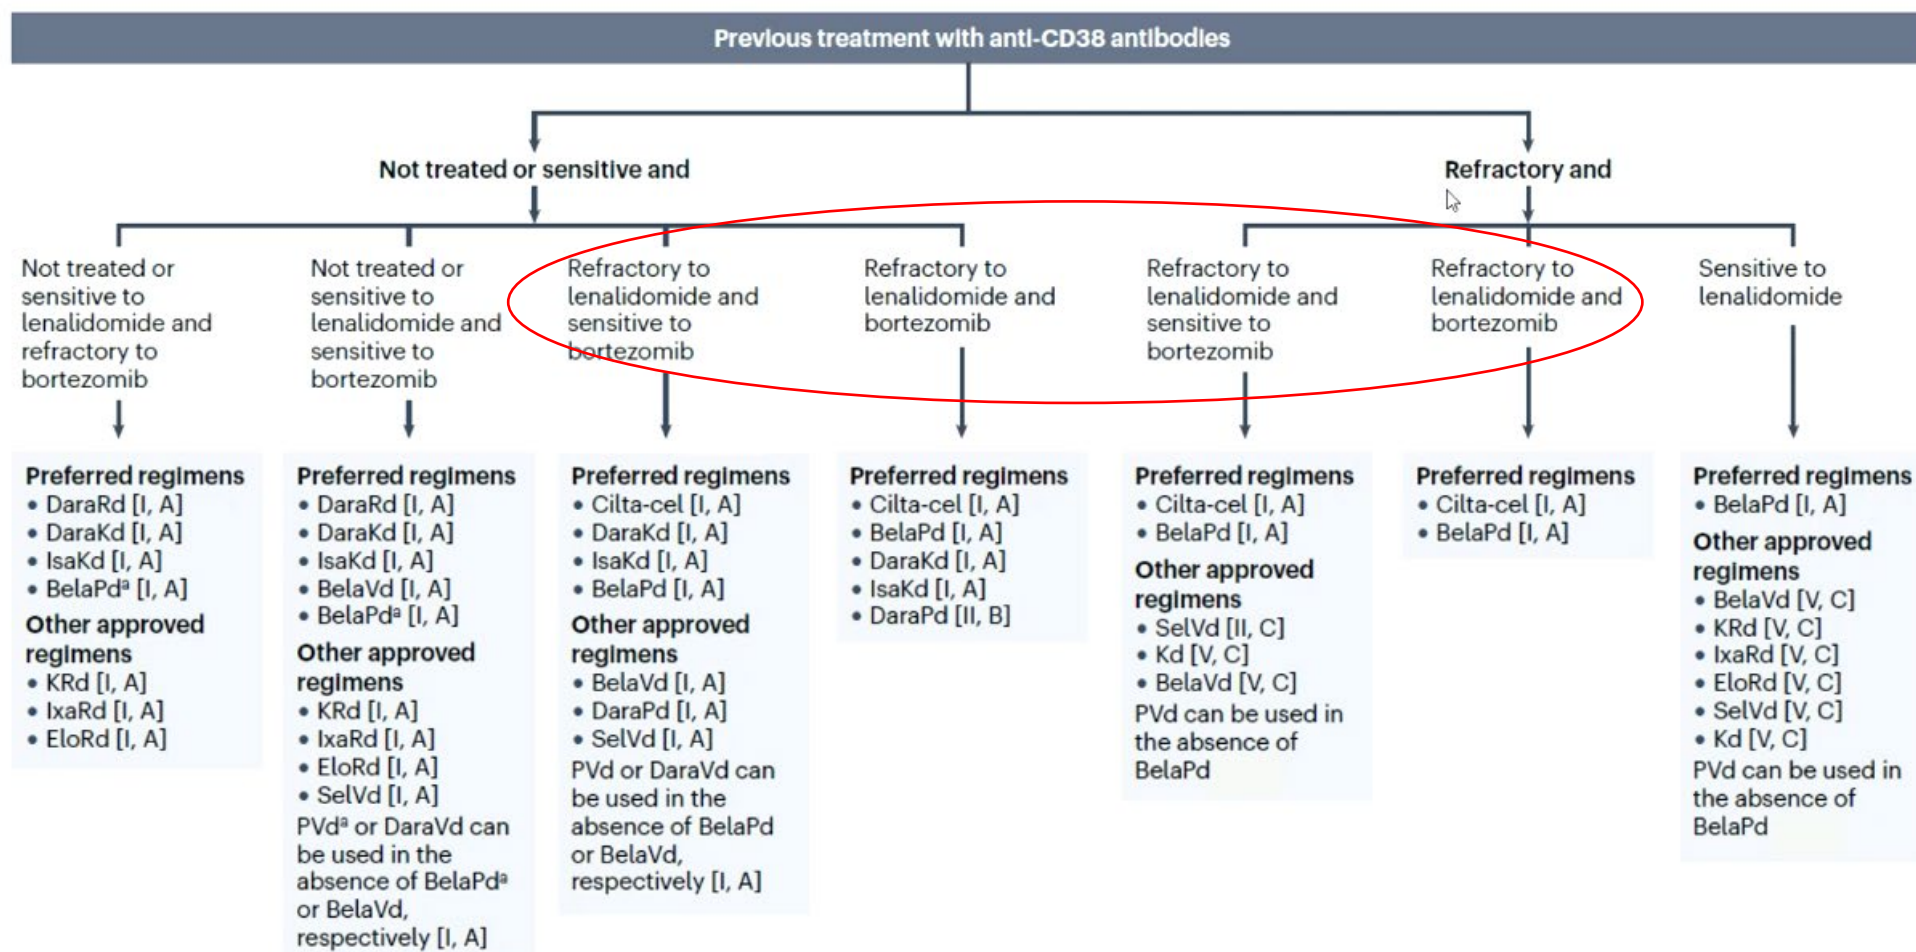 Previous treatment with anti-CD38 antibodies
Not treated or sensitive and
Refractory and
Not treated or
sensitive to
lenalidomide and
refractory to
bortezomib
Not treated or
sensitive to
lenalidomide and
sensitive to
bortezomib
Refractory to
lenalidomide and
sensitive to
bortezomib
Refractory to
lenalidomide and
bortezomib
Refractory to
lenalidomide and
sensitive to
bortezomib
Refractory to
lenalidomide and
bortezomib
Sensitive to
lenalidomide
Preferred regimens
• DaraRd [I, A]
• DaraKd [I, A]
• IsaKd [I, A]
• BelaPdᵃ [I, A]
Other approved
regimens
• KRd [I, A]
• IxaRd [I, A]
• EloRd [I, A]
Preferred regimens
• DaraRd [I, A]
• DaraKd [I, A]
• IsaKd [I, A]
• BelaVd [I, A]
• BelaPdᵃ [I, A]
Other approved
regimens
• KRd [I, A]
• IxaRd [I, A]
• EloRd [I, A]
• SelVd [I, A]
PVdᵃ or DaraVd can
be used in the
absence of BelaPdᵃ
or BelaVd,
respectively [I, A]
Preferred regimens
• Cilta-cel [I, A]
• DaraKd [I, A]
• IsaKd [I, A]
• BelaPd [I, A]
Other approved
regimens
• BelaVd [I, A]
• DaraPd [I, A]
• SelVd [I, A]
PVd or DaraVd can
be used in the
absence of BelaPd
or BelaVd,
respectively [I, A]
Preferred regimens
• Cilta-cel [I, A]
• BelaPd [I, A]
• DaraKd [I, A]
• IsaKd [I, A]
• DaraPd [II, B]
Preferred regimens
• Cilta-cel [I, A]
• BelaPd [I, A]
Other approved
regimens
• SelVd [II, C]
• Kd [V, C]
• BelaVd [V, C]
PVd can be used in
the absence of
BelaPd
Preferred regimens
• Cilta-cel [I, A]
• BelaPd [I, A]
Preferred regimens
• BelaPd [I, A]
Other approved
regimens
• BelaVd [V, C]
• KRd [V, C]
• IxaRd [V, C]
• EloRd [V, C]
• SelVd [V, C]
• Kd [V, C]
PVd can be used in
the absence of
BelaPd